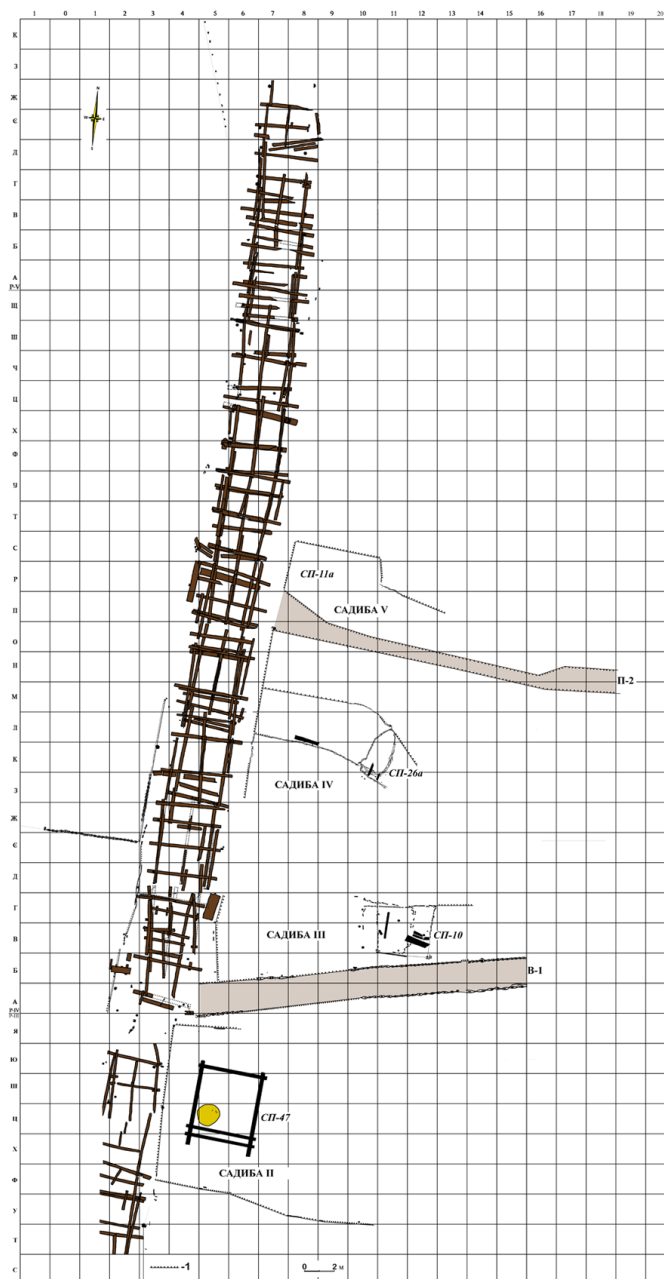 1 0 1 2 3 4 5 6 7 8 9 10 11 12 13 14 15 16 17 18 19 20
К
З
N
Ж
Є
S
Д
Г
В
Б
А
Р-V
Щ
Ш
Ч
Ц
Х
Ф
У
Т
С
Р СП-11а
П САДИБА V
О
Н П-2
М
Л
К СП-26а
З САДИБА IV
Ж
Є
Д
Г
В САДИБА III СП-10
Б В-1
А
Р-IV
Р-III
Я
Ю
Ш
Ц СП-47
Х
Ф САДИБА II
У
Т
С -1 0 2 м